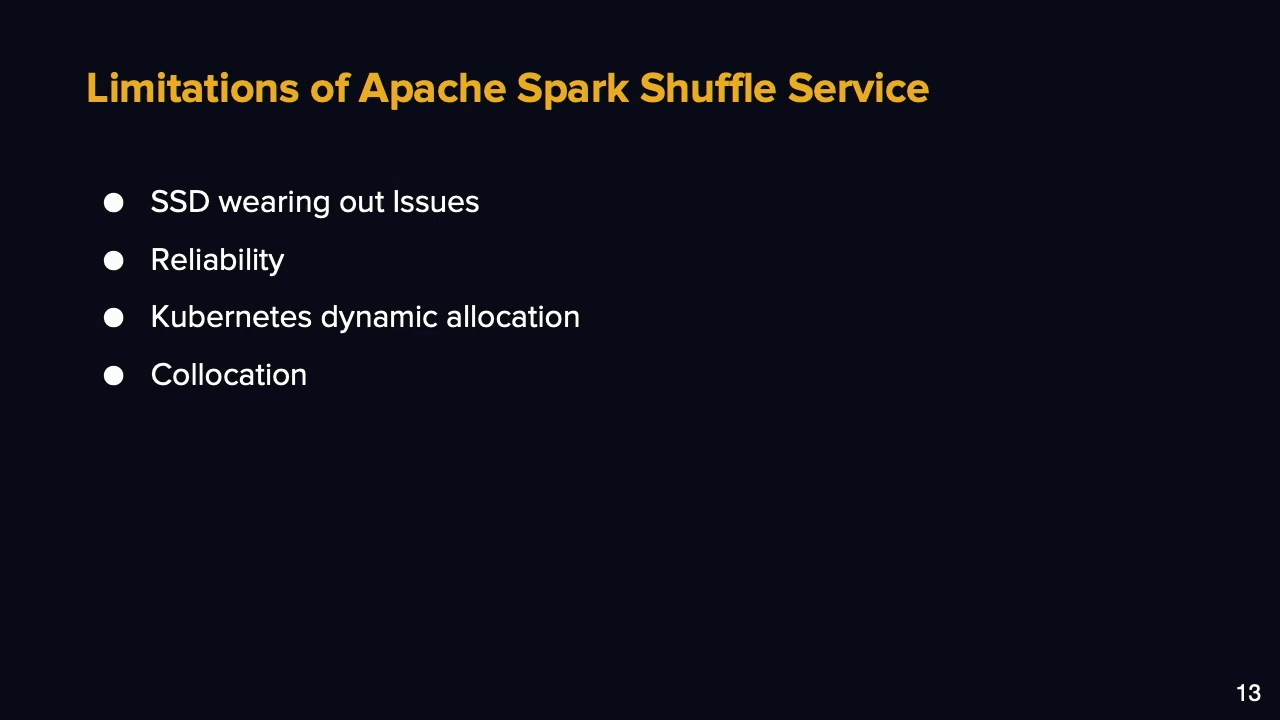 Limitations of Apache Spark Shuffle Service
● SSD wearing out Issues
● Reliability
● Kubernetes dynamic allocation
● Collocation
13